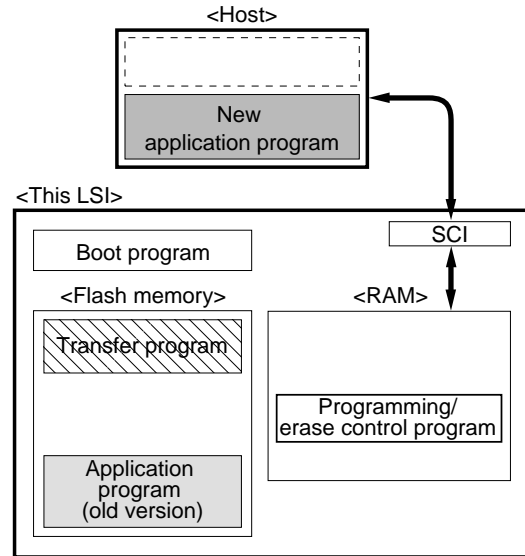 <Host>
New
application program
<This LSI>
SCI
Boot program
<Flash memory>
<RAM>
Transfer program
Programming/
erase control program
Application
program
(old version)